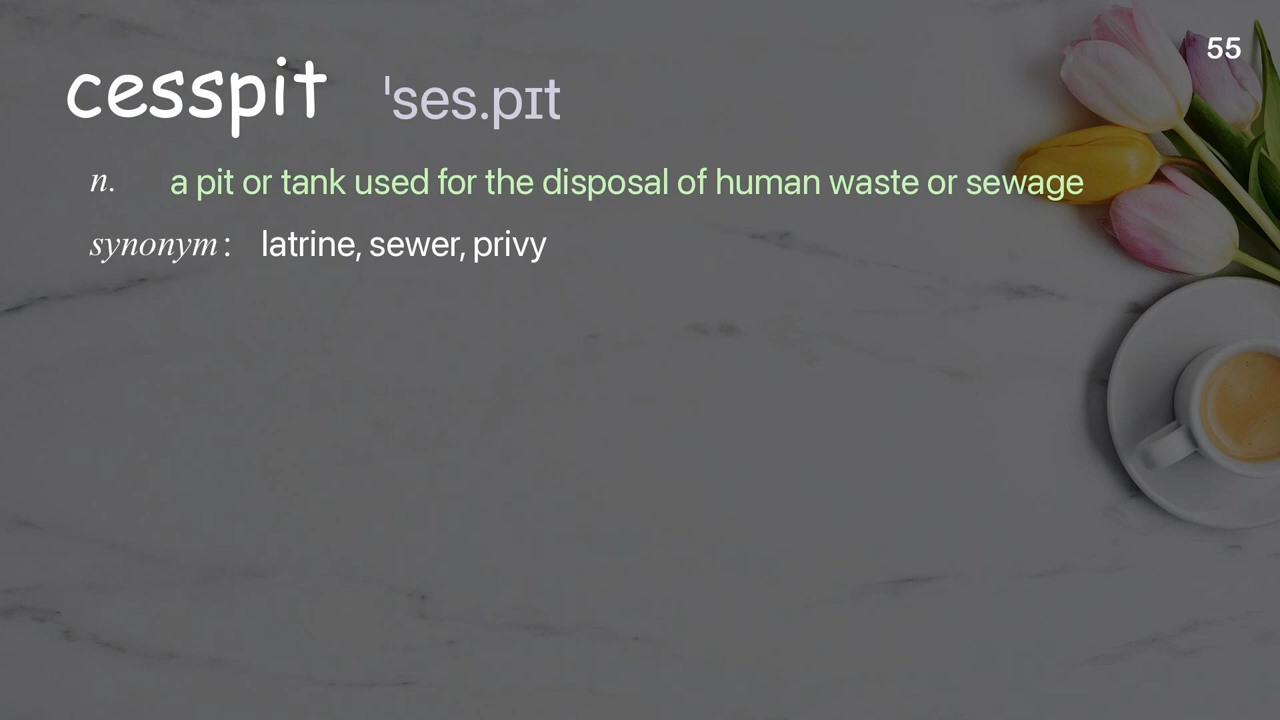 55
cesspit ˈses.pɪt
n. a pit or tank used for the disposal of human waste or sewage
synonym: latrine, sewer, privy